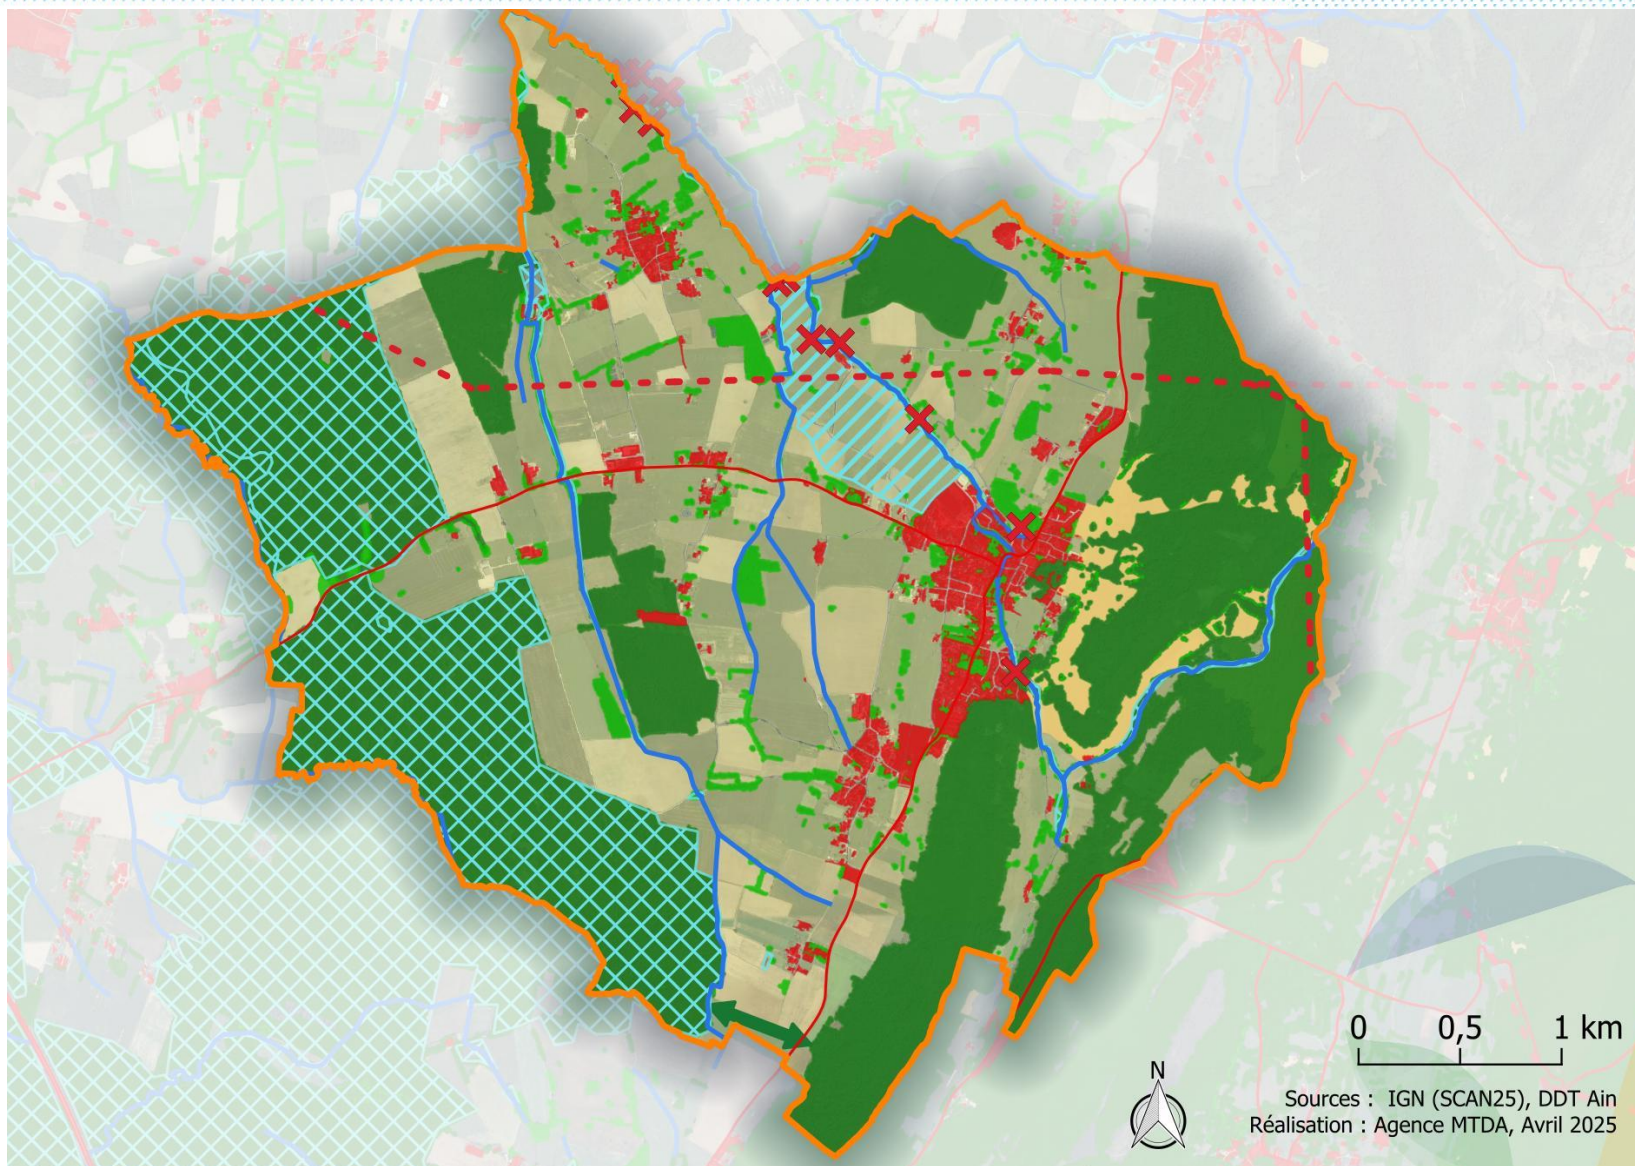 0 0,5 1 km
N
Sources : IGN (SCAN25), DDT Ain
Réalisation : Agence MTDA, Avril 2025